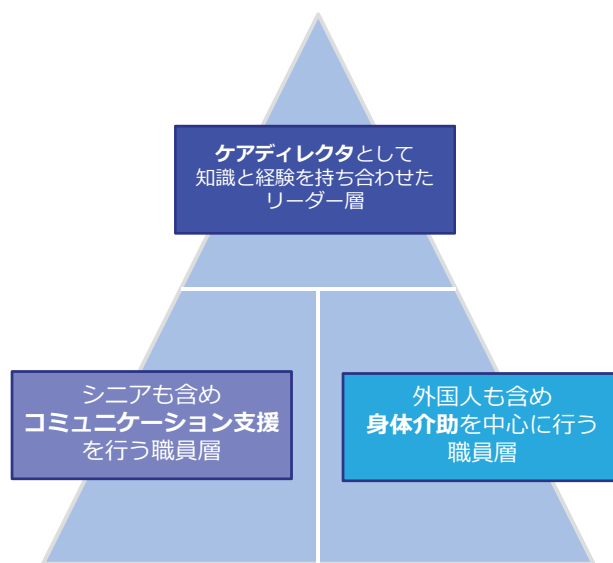 ケアディレクタとして
知識と経験を持ち合わせた
リーダー層
シニアも含め
コミュニケーション支援
を行う職員層
外国人も含め
身体介助を中心に行う
職員層